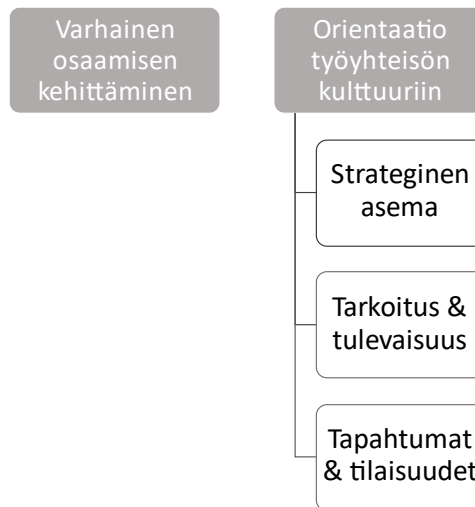 Varhainen
osaamisen
kehittäminen
Orientaatio
työyhteisön
kulttuuriin
Strateginen
asema
Tarkoitus &
tulevaisuus
Tapahtumat
& tilaisuudet